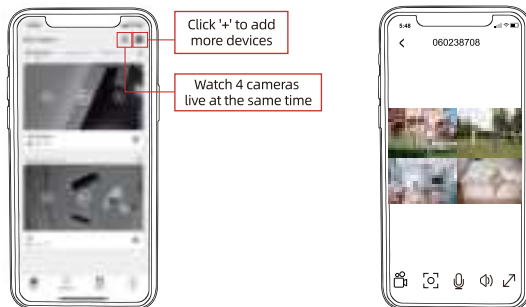 Click '+' to add
more devices
Watch 4 cameras
live at the same time
5:48
060238708